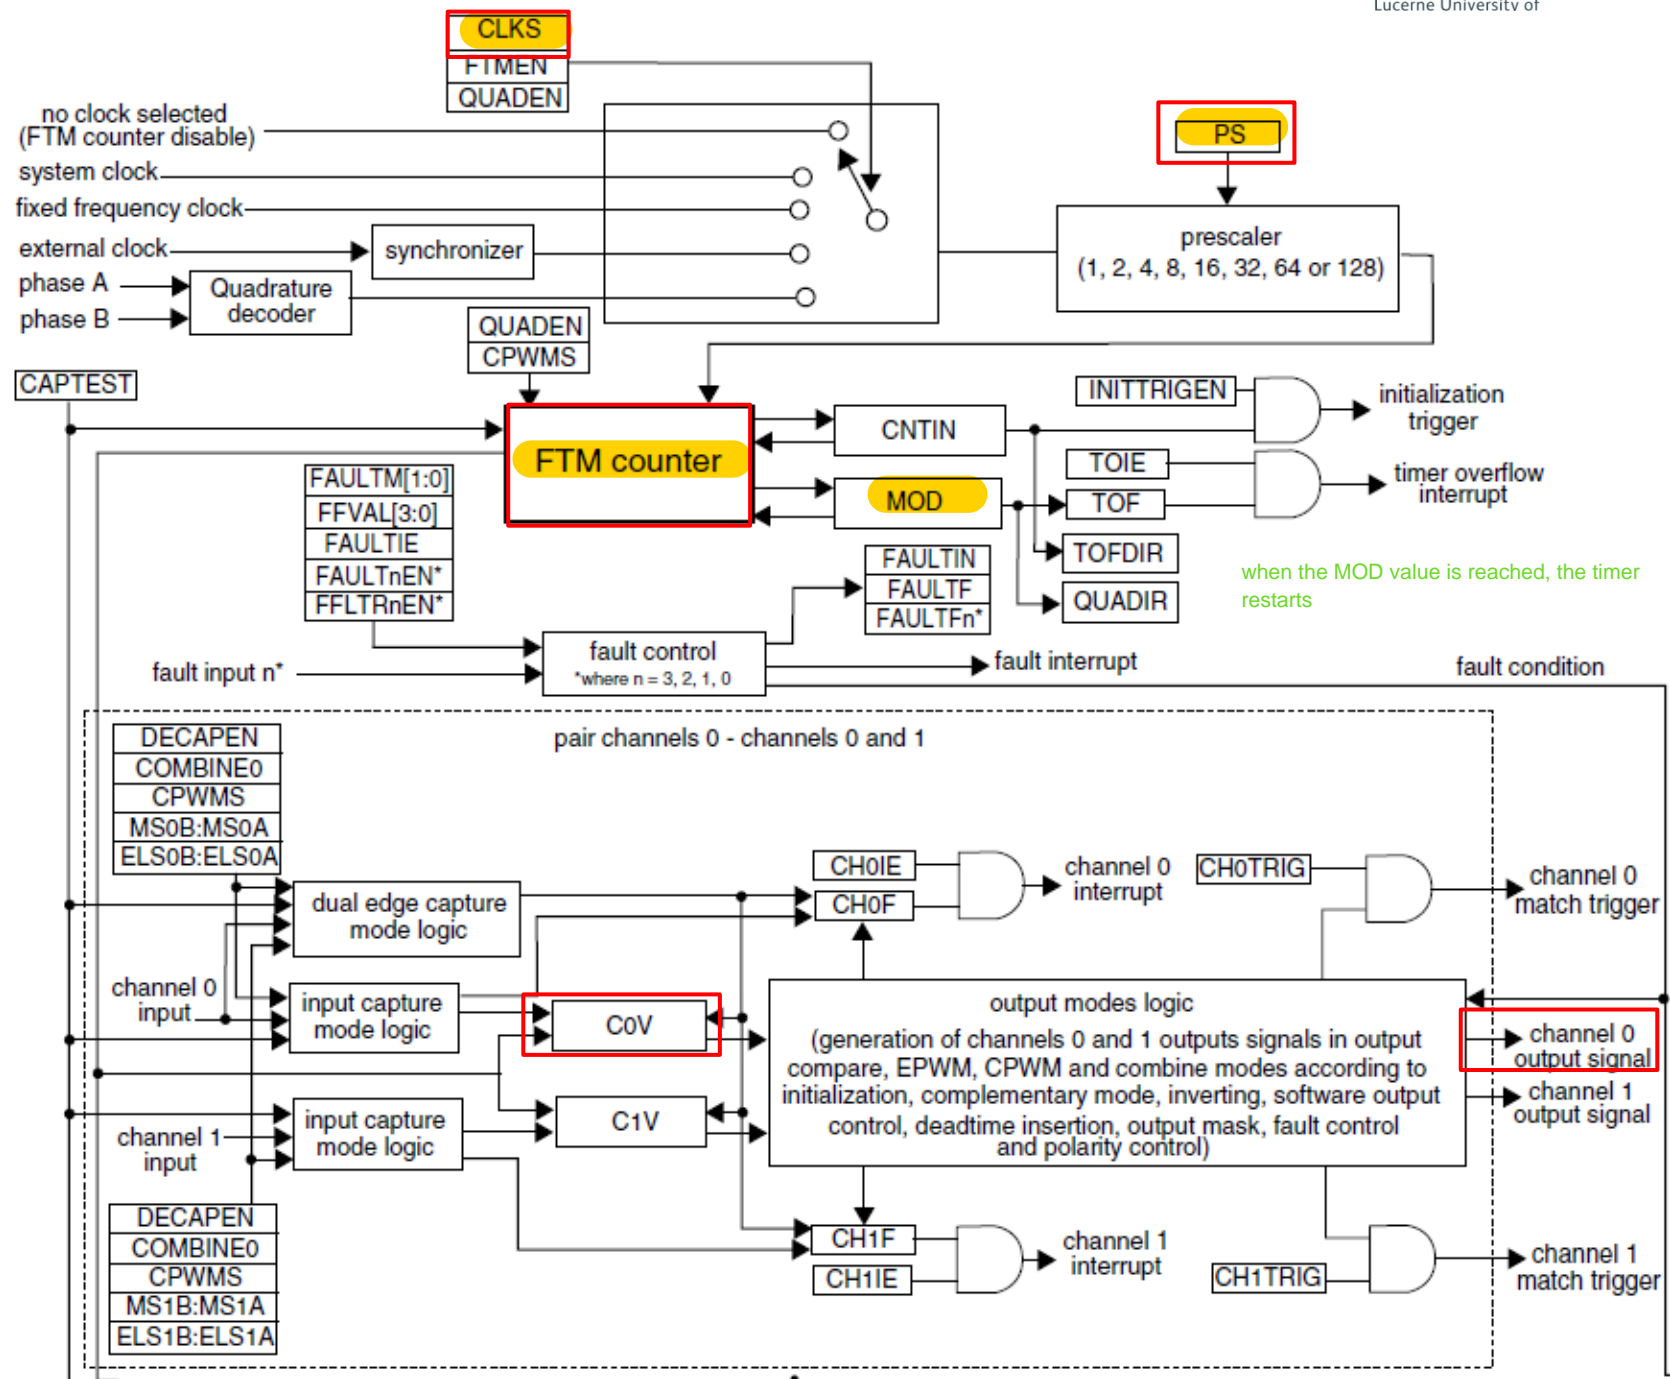 Lucerne University of
CLKS
FTMEN
QUADEN
no clock selected
(FTM counter disable)
system clock
fixed frequency clock
external clock
synchronizer
phase A
phase B
Quadrature
decoder
PS
prescaler
(1, 2, 4, 8, 16, 32, 64 or 128)
QUADEN
CPWMS
CAPTEST
FTM counter
CNTIN
MOD
INITTRIGEN
initialization
trigger
TOIE
TOF
timer overflow
interrupt
TOFDIR
QUADIR
when the MOD value is reached, the timer
restarts
FAULTM[1:0]
FFVAL[3:0]
FAULTIE
FAULTnEN*
FFLTRnEN*
FAULTIN
FAULTF
FAULTFn*
fault input n*
fault control
*where n = 3, 2, 1, 0
fault interrupt
fault condition
pair channels 0 - channels 0 and 1
DECAPEN
COMBINE0
CPWMS
MS0B:MS0A
ELS0B:ELS0A
dual edge capture
mode logic
CH0IE
CH0F
channel 0
interrupt
CH0TRIG
channel 0
match trigger
channel 0
input
input capture
mode logic
C0V
output modes logic
(generation of channels 0 and 1 outputs signals in output
compare, EPWM, CPWM and combine modes according to
initialization, complementary mode, inverting, software output
control, deadtime insertion, output mask, fault control
and polarity control)
channel 0
output signal
channel 1
output signal
channel 1
input
input capture
mode logic
C1V
DECAPEN
COMBINE0
CPWMS
MS1B:MS1A
ELS1B:ELS1A
CH1F
CH1IE
channel 1
interrupt
CH1TRIG
channel 1
match trigger